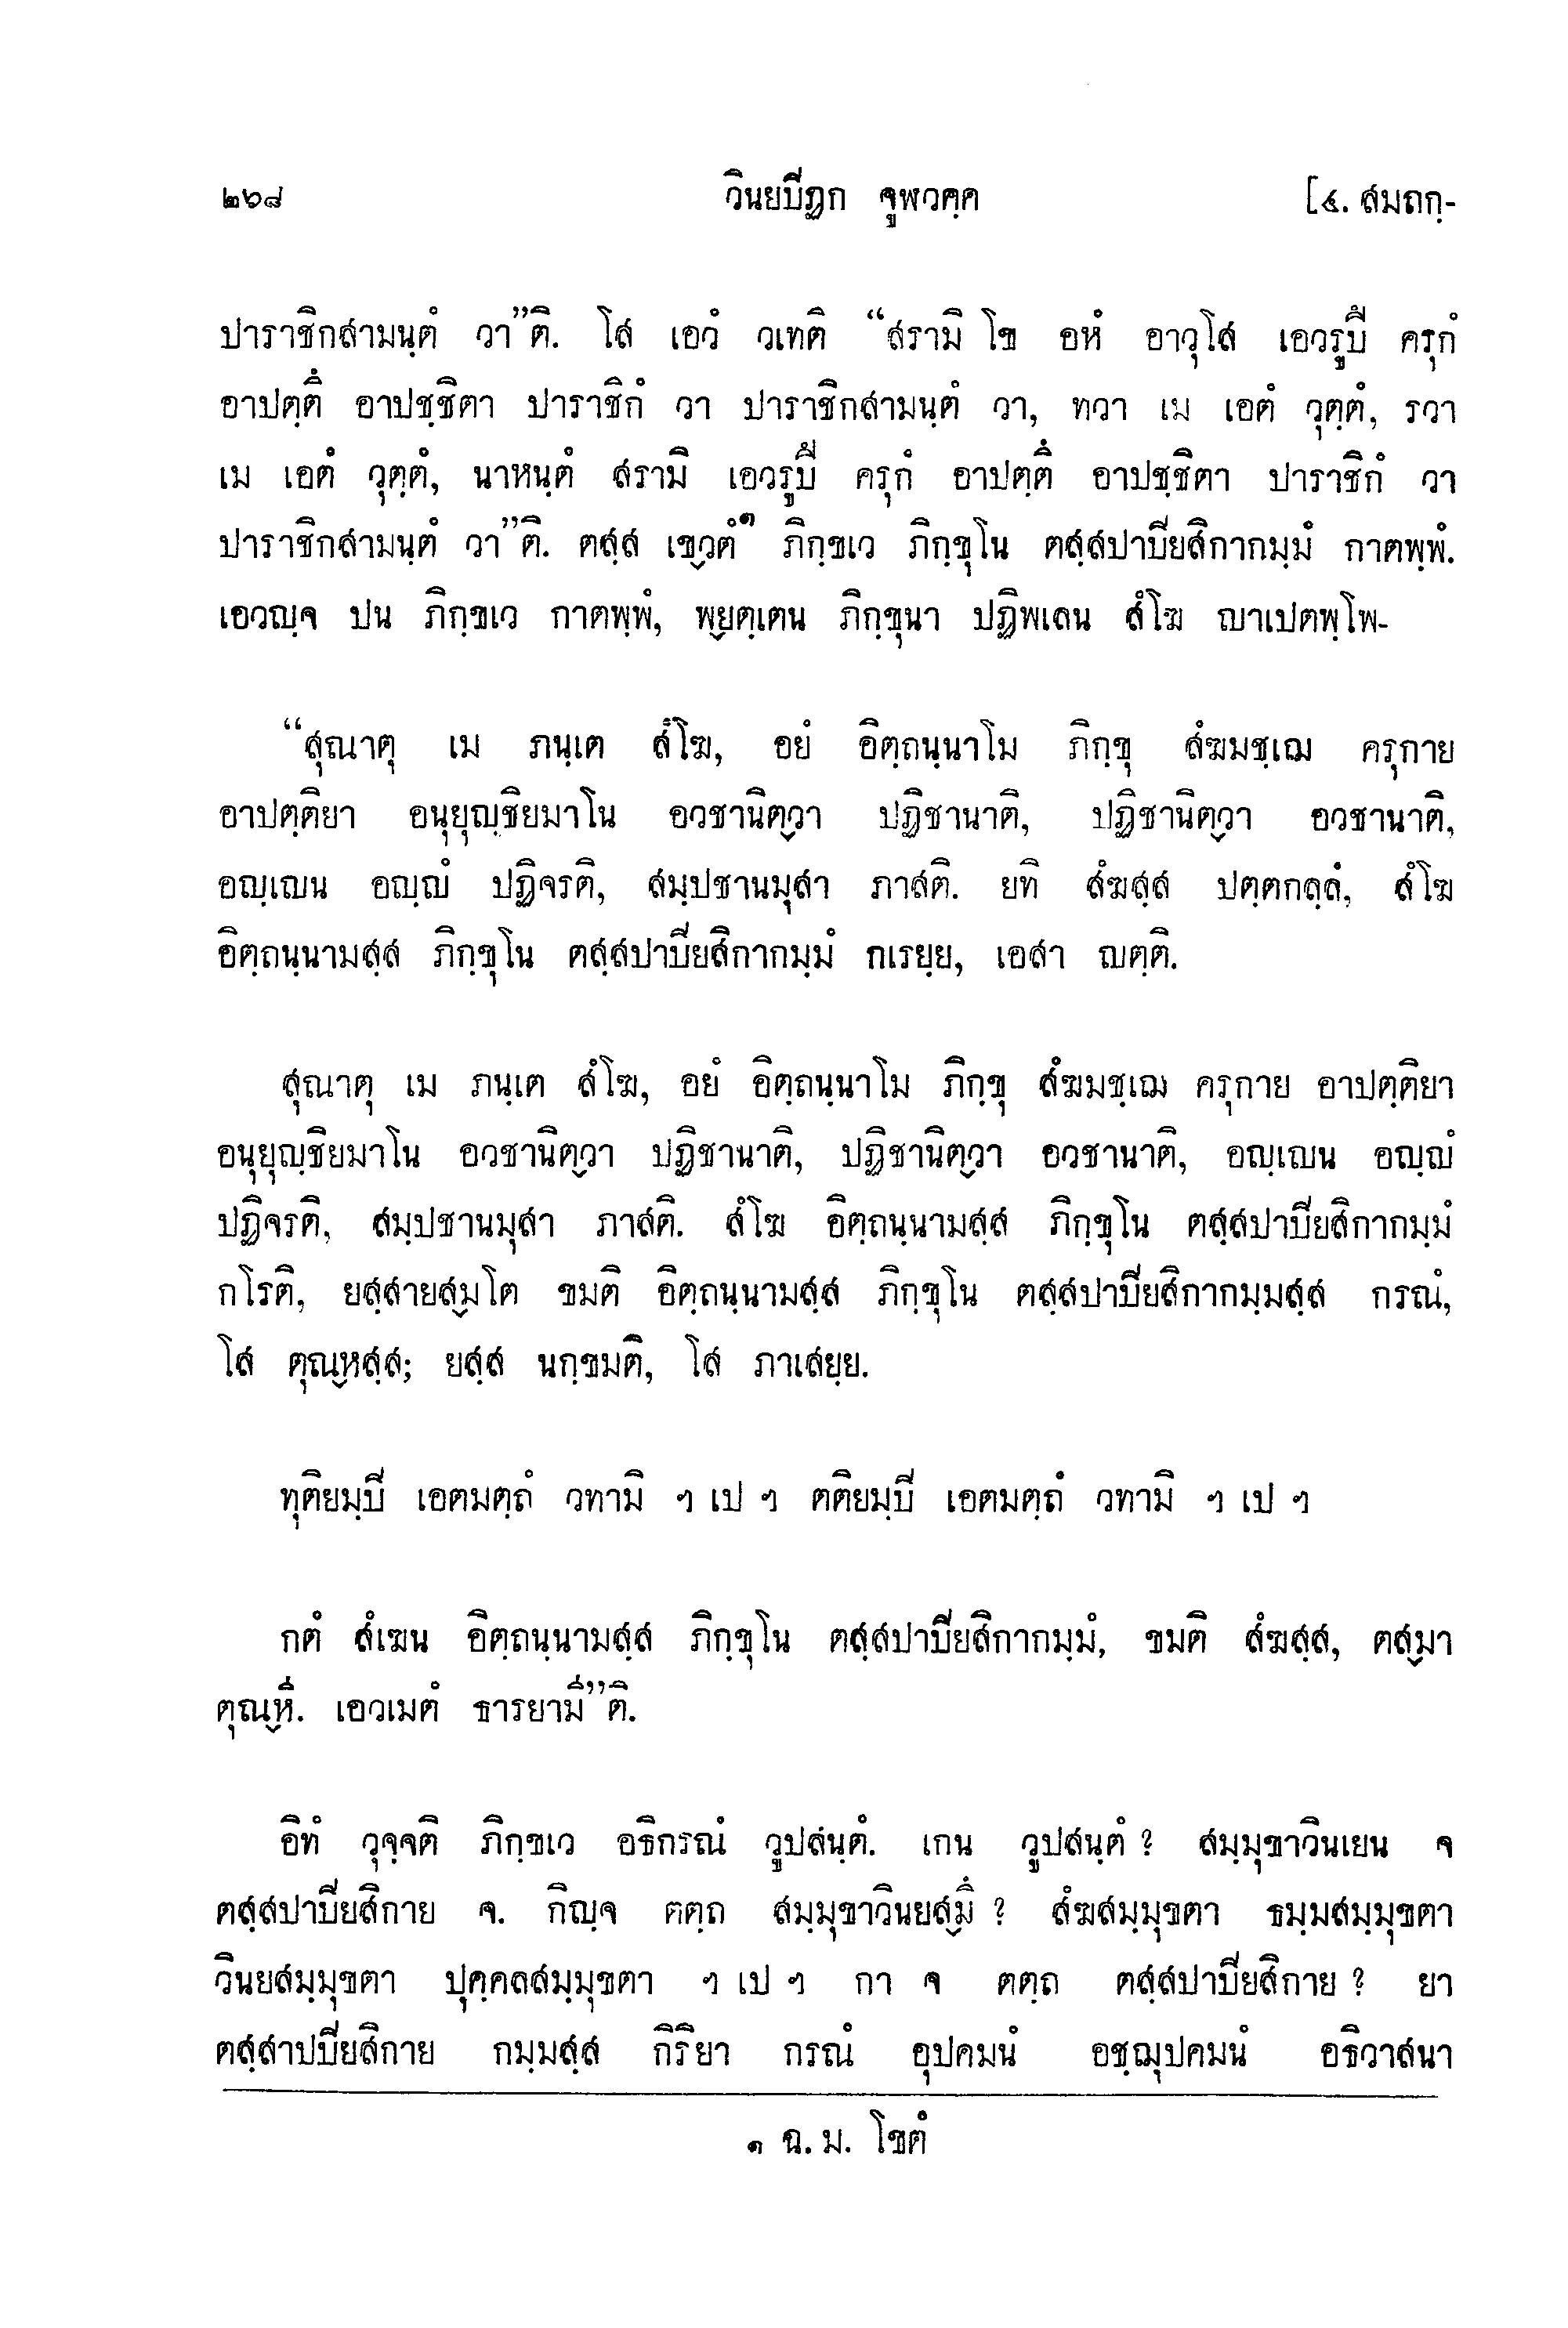 ๒๖๘ วินยปิฏก จูฬวคฺค [๔. สมถกฺ-
ปาราชิกสามนฺตํ วา”ติ. โส เอวํ วเทติ “สรามิ โข อหํ อาวุโส เอวรูปึ ครุกํ
อาปตฺตึ อาปชฺชิตา ปาราชิกํ วา ปาราชิกสามนฺตํ วา, ทวา เม เอตํ วุตฺตํ, รวา
เม เอตํ วุตฺตํ, นาหนฺตํ สรามิ เอวรูปึ ครุกํ อาปตฺตึ อาปชฺชิตา ปาราชิกํ วา
ปาราชิกสามนฺตํ วา”ติ. ตสฺส เขฺวตํ๑ ภิกฺขเว ภิกฺขุโน ตสฺสปาปิยสิกากมฺมํ กาตพฺพํ.
เอวญฺจ ปน ภิกฺขเว กาตพฺพํ, พฺยตฺเตน ภิกฺขุนา ปฏิพเลน สํโฆ ญาเปตพฺโพ-
“สุณาตุ เม ภนฺเต สํโฆ, อยํ อิตฺถนฺนาโม ภิกฺขุ สํฆมชฺเฌ ครุกาย
อาปตฺติยา อนุยุญฺชิยมาโน อวชานิตฺวา ปฏิชานาติ, ปฏิชานิตฺวา อวชานาติ,
อญฺเญน อญฺญํ ปฏิจรติ, สมฺปชานมุสา ภาสติ. ยทิ สํฆสฺส ปตฺตกลฺลํ, สํโฆ
อิตฺถนฺนามสฺส ภิกฺขุโน ตสฺสปาปิยสิกากมฺมํ กเรยฺย, เอสา ญตฺติ.
สุณาตุ เม ภนฺเต สํโฆ, อยํ อิตฺถนฺนาโม ภิกฺขุ สํฆมชฺเฌ ครุกาย อาปตฺติยา
อนุยุญฺชิยมาโน อวชานิตฺวา ปฏิชานาติ, ปฏิชานิตฺวา อวชานาติ, อญฺเญน อญฺญํ
ปฏิจรติ, สมฺปชานมุสา ภาสติ. สํโฆ อิตฺถนฺนามสฺส ภิกฺขุโน ตสฺสปาปิยสิกากมฺมํ
กโรติ, ยสฺสายสฺมโต ขมติ อิตฺถนฺนามสฺส ภิกฺขุโน ตสฺสปาปิยสิกากมฺมสฺส กรณํ,
โส ตุณฺหสฺส; ยสฺส นกฺขมติ, โส ภาเสยฺย.
ทุติยมฺปิ เอตมตฺถํ วทามิ ฯ เป ฯ ตติยมฺปิ เอตมตฺถํ วทามิ ฯ เป ฯ
กตํ สํเฆน อิตฺถนฺนามสฺส ภิกฺขุโน ตสฺสปาปิยสิกากมฺมํ, ขมติ สํฆสฺส, ตสฺมา
ตุณฺหี. เอวเมตํ ธารยามี”ติ.
อิทํ วุจฺจติ ภิกฺขเว อธิกรณํ วูปสนฺตํ. เกน วูปสนฺตํ ? สมฺมุขาวินเยน จ
ตสฺสปาปิยสิกาย จ. กิญฺจ ตตฺถ สมฺมุขาวินยสฺมึ ? สํฆสมฺมุขตา ธมฺมสมฺมุขตา
วินยสมฺมุขตา ปุคฺคลสมฺมุขตา ฯ เป ฯ กา จ ตตฺถ ตสฺสปาปิยสิกาย ? ยา
ตสฺสาปปิยสิกาย กมฺมสฺส กิริยา กรณํ อุปคมนํ อชฺฌุปคมนํ อธิวาสนา
๑ ฉ. ม. โขตํ